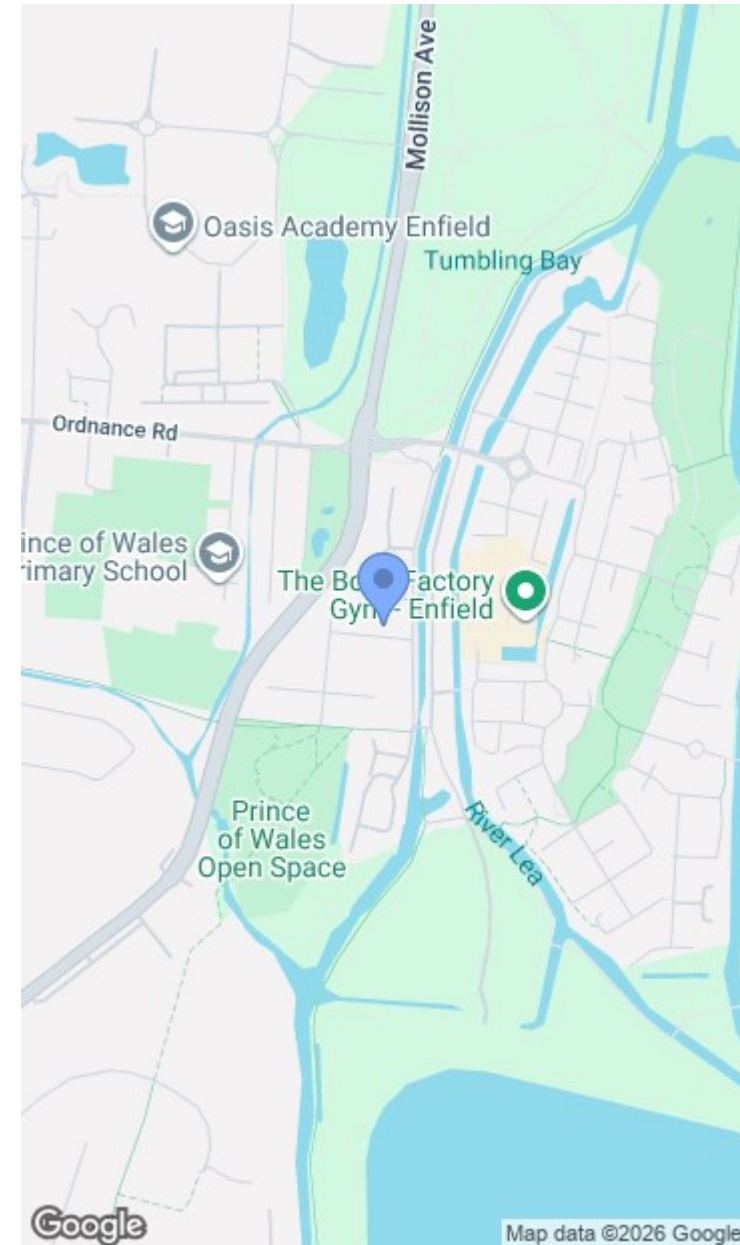 Mollison Ave
Oasis Academy Enfield
Tumbling Bay
Ordnance Rd
ince of Wales
rimary School
The Bo Factory
Gym - Enfield
Prince
of Wales
Open Space
River Lea
Google
Map data ©2026 Google